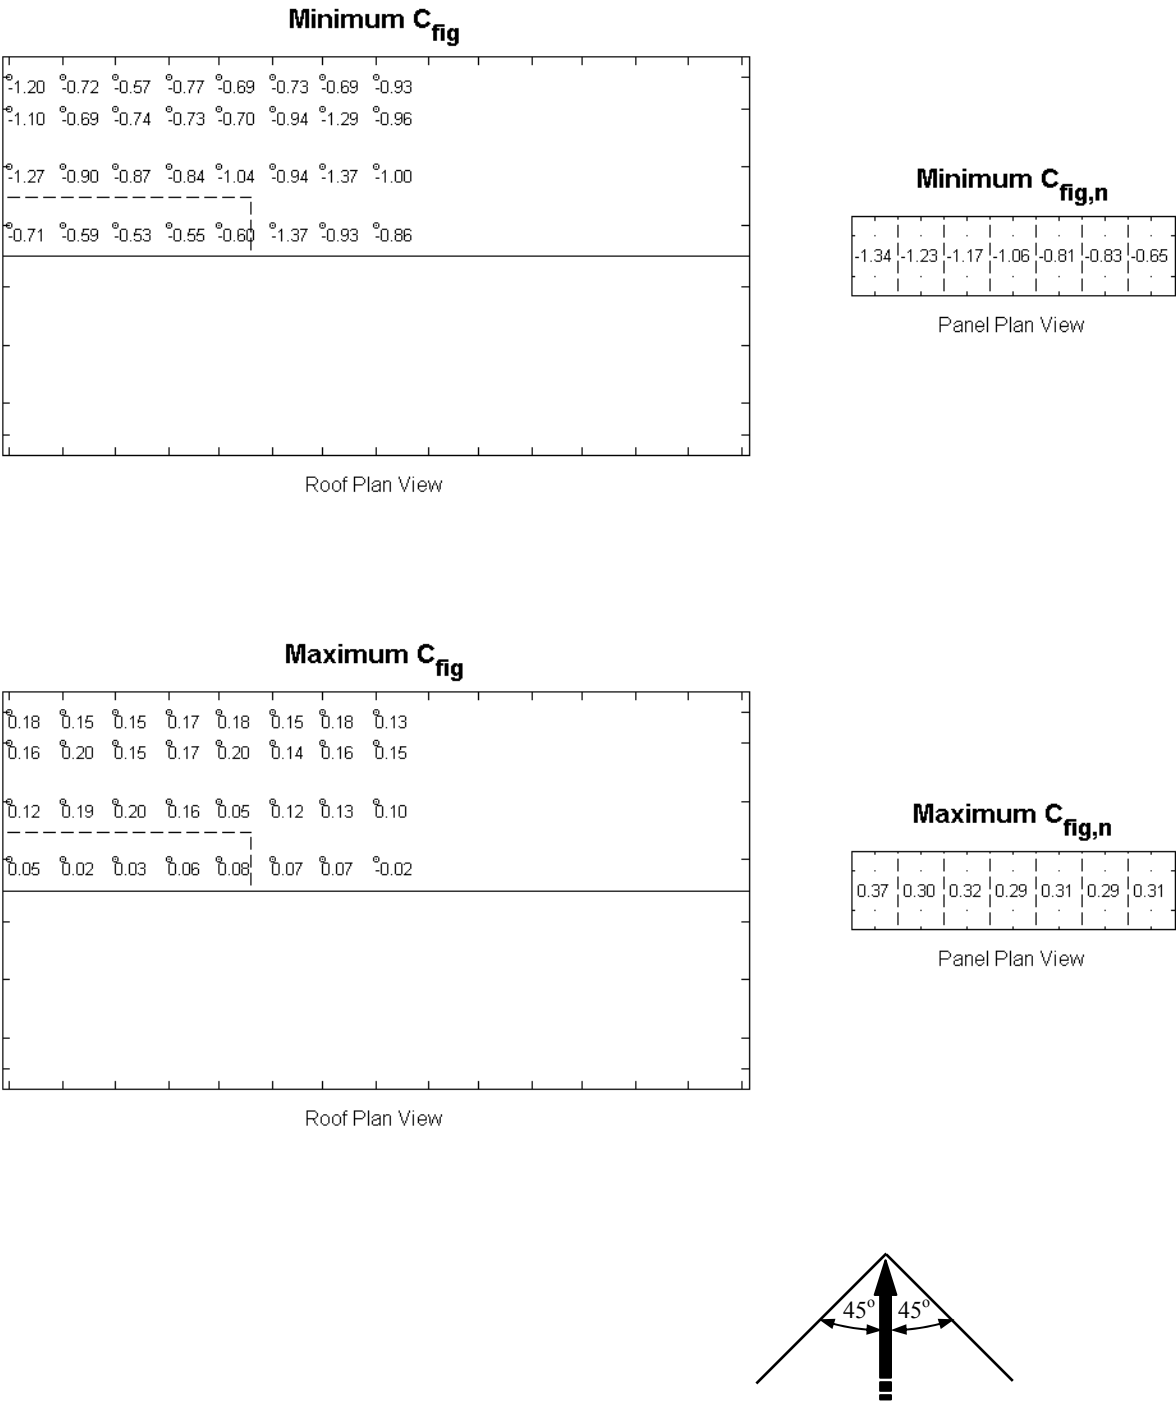 Minimum Cfig
-1.20 -0.72 -0.57 -0.77 -0.69 -0.73 -0.69 -0.93
-1.10 -0.69 -0.74 -0.73 -0.70 -0.94 -1.29 -0.96
-1.27 -0.90 -0.87 -0.84 -1.04 -0.94 -1.37 -1.00
-0.71 -0.59 -0.53 -0.55 -0.60 -1.37 -0.93 -0.86
Roof Plan View
Minimum Cfig,n
-1.34 -1.23 -1.17 -1.06 -0.81 -0.83 -0.65
Panel Plan View
Maximum Cfig
0.18 0.15 0.15 0.17 0.18 0.15 0.18 0.13
0.16 0.20 0.15 0.17 0.20 0.14 0.16 0.15
0.12 0.19 0.20 0.16 0.05 0.12 0.13 0.10
0.05 0.02 0.03 0.06 0.08 0.07 0.07 -0.02
Roof Plan View
Maximum Cfig,n
0.37 0.30 0.32 0.29 0.31 0.29 0.31
Panel Plan View
45° 45°